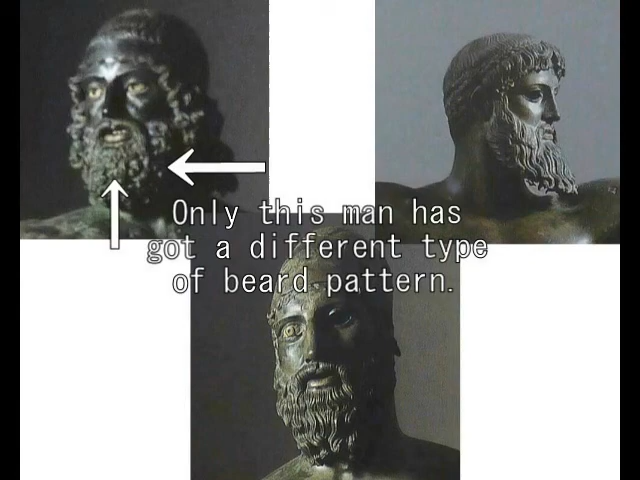 Only this man has
got a different type
of beard pattern.